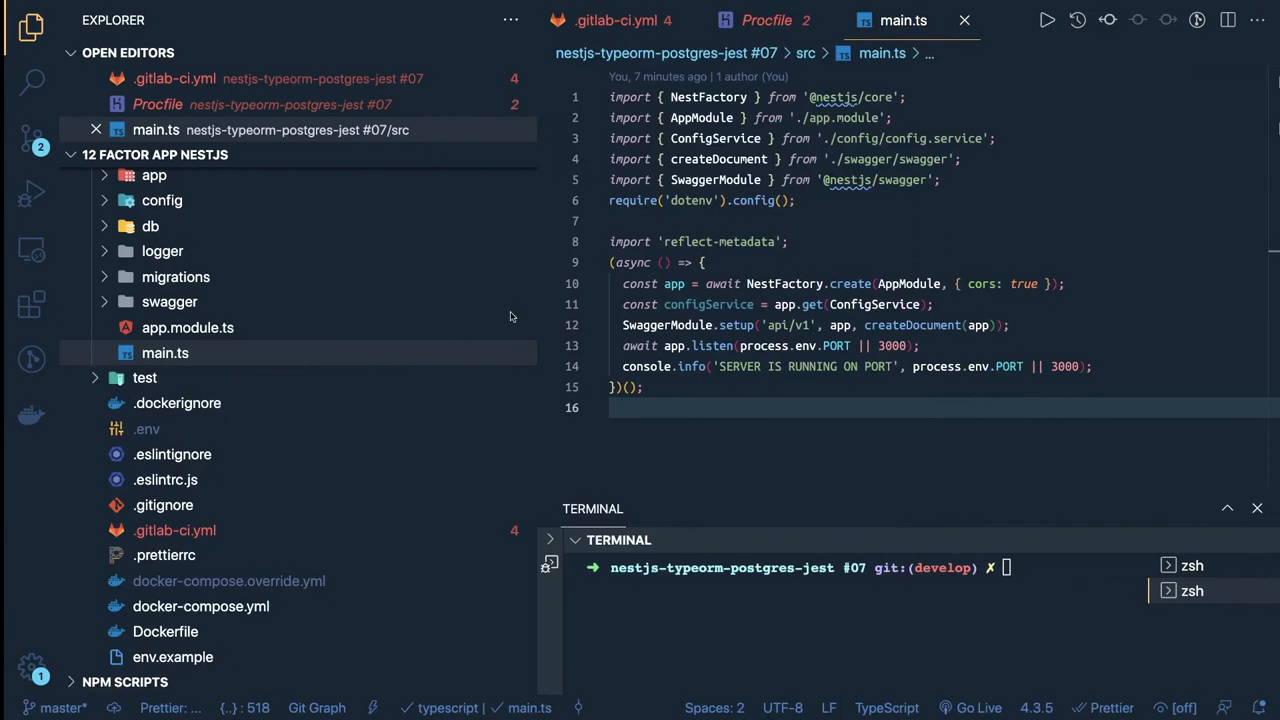 EXPLORER
OPEN EDITORS
.gitlab-ci.yml nestjs-typeorm-postgres-jest #07 4
Procfile nestjs-typeorm-postgres-jest #07 2
main.ts nestjs-typeorm-postgres-jest #07/src
12 FACTOR APP NESTJS
app
config
db
logger
migrations
swagger
app.module.ts
main.ts
test
.dockerignore
.env
.eslintignore
.eslintrc.js
.gitignore
.gitlab-ci.yml 4
.prettierrc
docker-compose.override.yml
docker-compose.yml
Dockerfile
env.example
NPM SCRIPTS
2
1
.gitlab-ci.yml 4
Procfile 2
main.ts
nestjs-typeorm-postgres-jest #07 > src > main.ts > ...
You, 7 minutes ago | 1 author (You)
1 import { NestFactory } from '@nestjs/core';
2 import { AppModule } from './app.module';
3 import { ConfigService } from './config/config.service';
4 import { createDocument } from './swagger/swagger';
5 import { SwaggerModule } from '@nestjs/swagger';
6 require('dotenv').config();
7
8 import 'reflect-metadata';
9 (async () => {
10 const app = await NestFactory.create(AppModule, { cors: true });
11 const configService = app.get(ConfigService);
12 SwaggerModule.setup('api/v1', app, createDocument(app));
13 await app.listen(process.env.PORT || 3000);
14 console.info('SERVER IS RUNNING ON PORT', process.env.PORT || 3000);
15 })();
16
TERMINAL
TERMINAL
➜ nestjs-typeorm-postgres-jest #07 git:(develop) ✗
zsh
zsh
master* Prettier: ... {..} : 518 Git Graph ✓ typescript | ✓ main.ts Spaces: 2 UTF-8 LF TypeScript Go Live 4.3.5 Prettier [off]